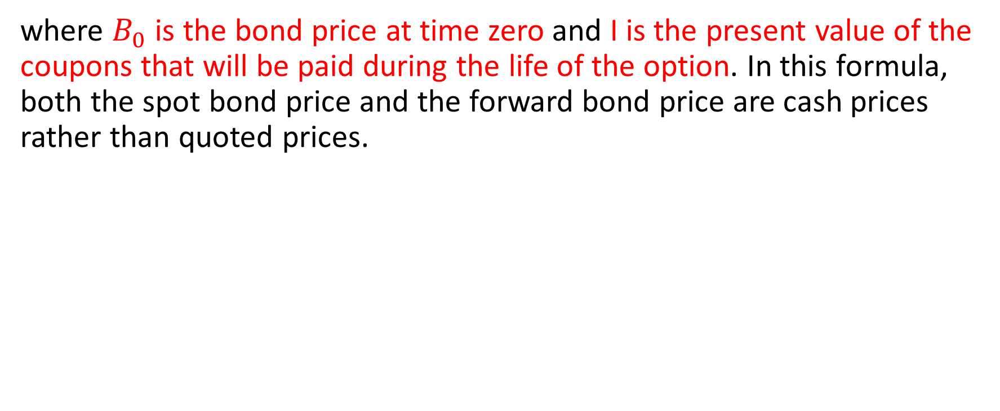 where B₀ is the bond price at time zero and I is the present value of the
coupons that will be paid during the life of the option. In this formula,
both the spot bond price and the forward bond price are cash prices
rather than quoted prices.